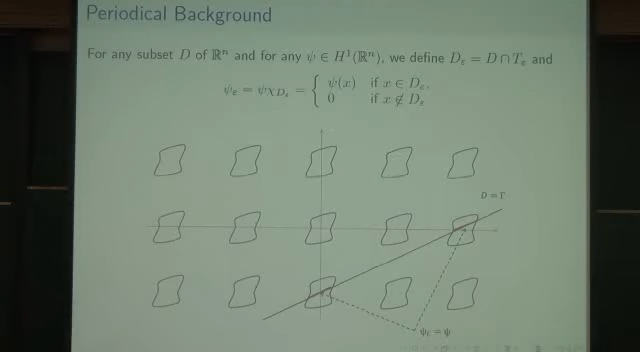 Periodical Background
For any subset D of ℝⁿ and for any ψ ∈ H¹(ℝⁿ), we define D_ε = D ∩ T_ε and
ψ_ε = ψχ_{D_ε} = { ψ(x) if x ∈ D_ε,
0 if x ∉ D_ε
D = Γ
ψ_ε = ψ